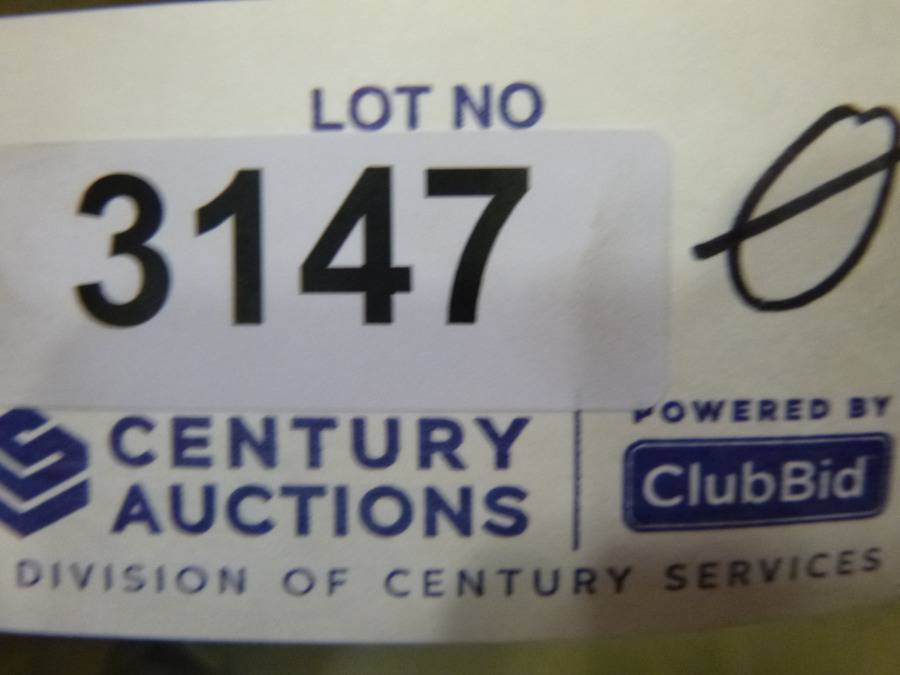 LOT NO
3147
Ø
CENTURY
AUCTIONS
POWERED BY
ClubBid
DIVISION OF CENTURY SERVICES